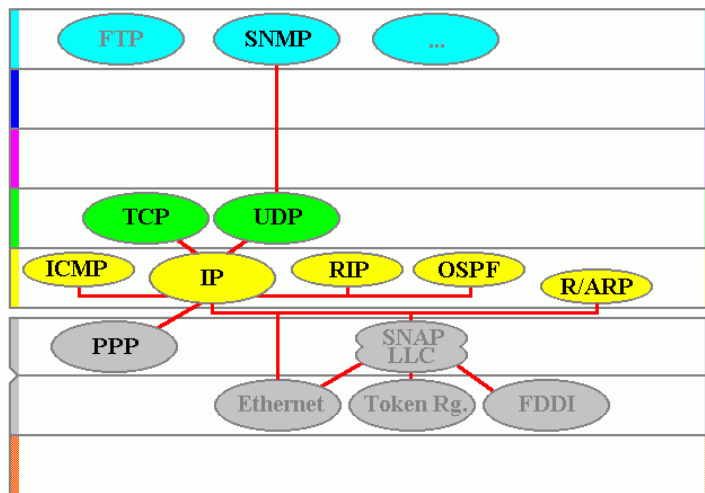 FTP
SNMP
...
TCP
UDP
ICMP
IP
RIP
OSPF
R/ARP
PPP
SNAP
LLC
Ethernet
Token Rg.
FDDI